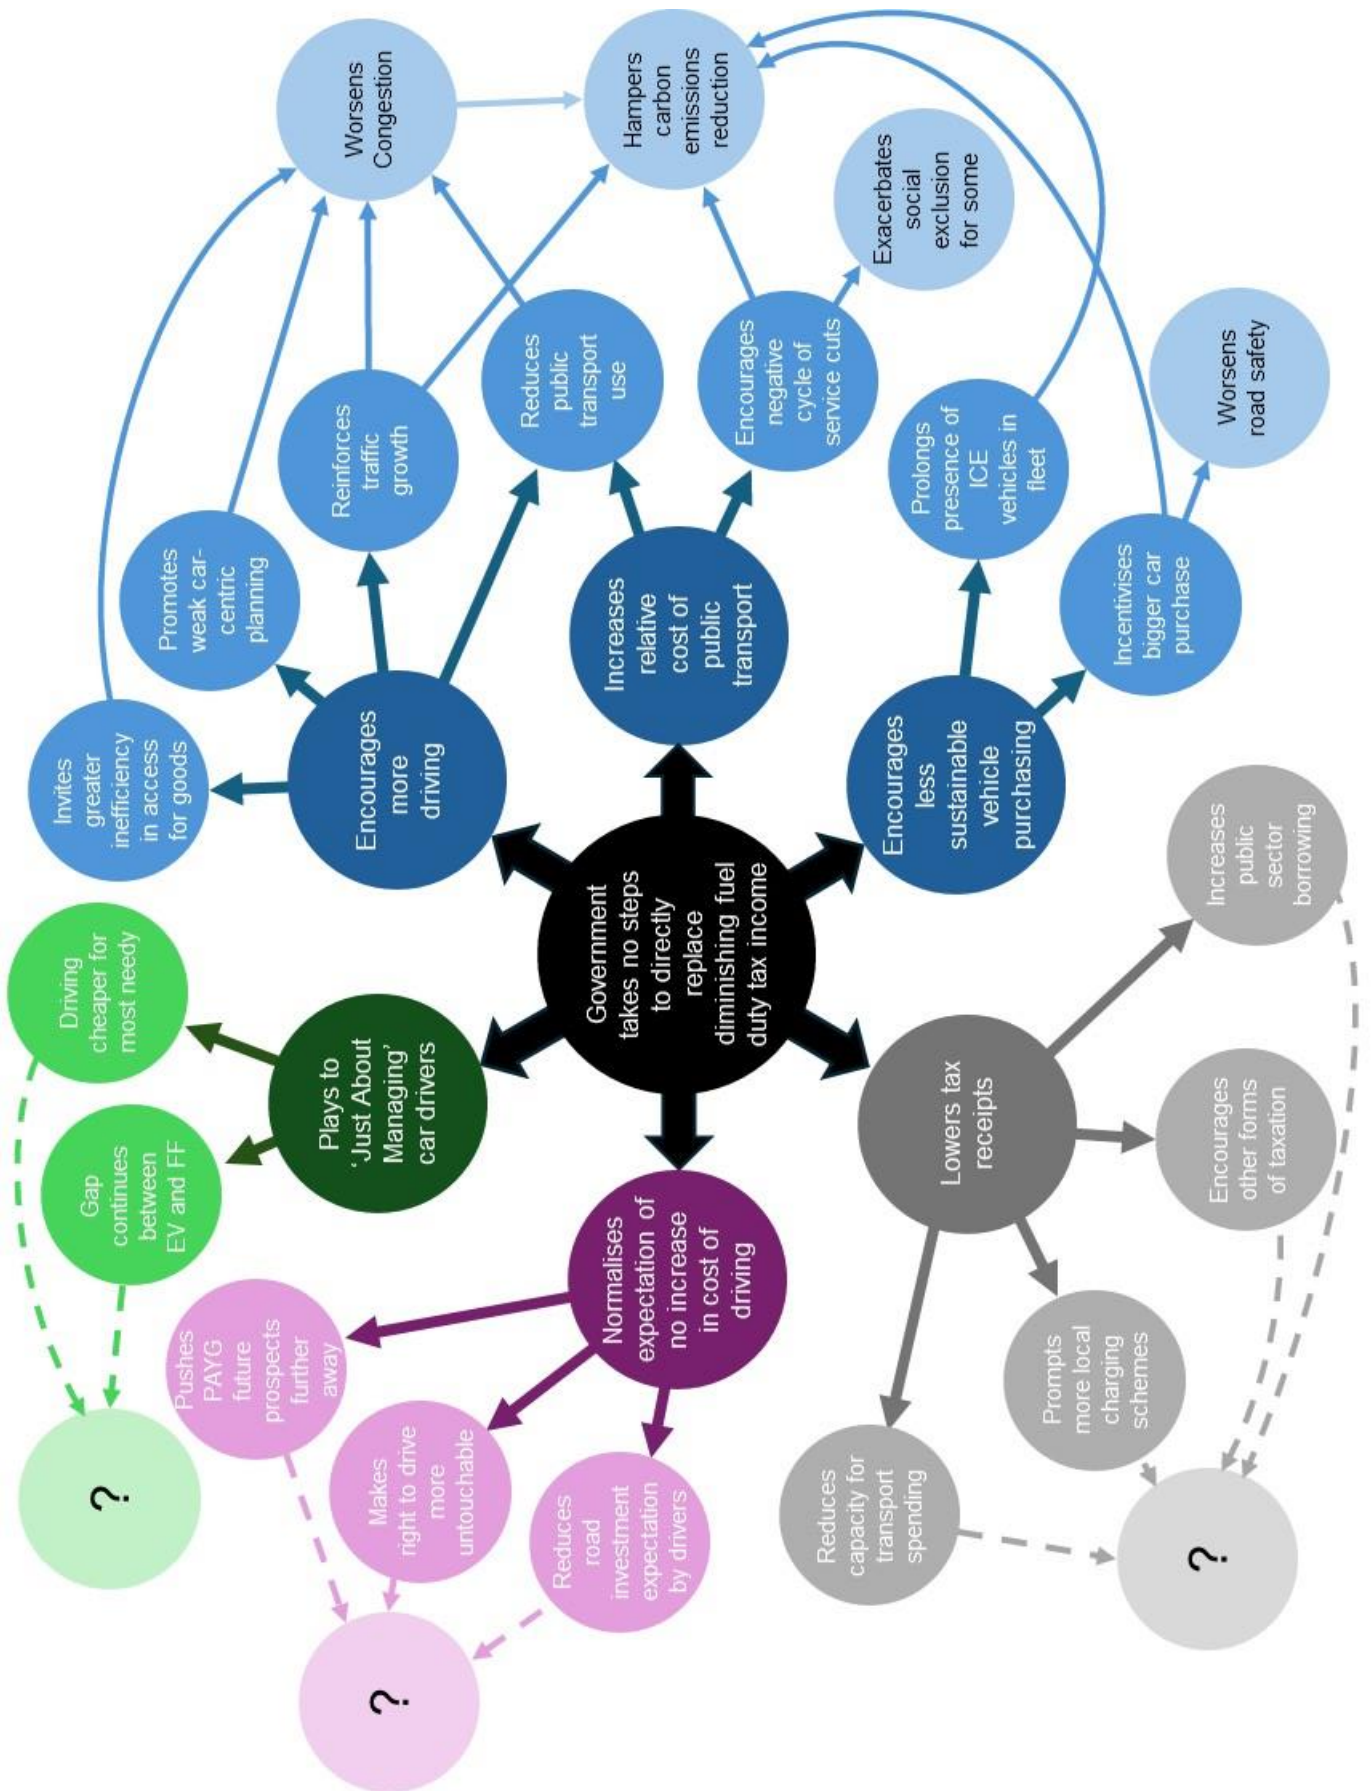 Government
takes no steps
to directly
replace
diminishing fuel
duty tax income
Plays to
‘Just About
Managing’
car drivers
Gap
continues
between
EV and FF
Driving
cheaper for
most needy
?
Encourages
more
driving
Invites
greater
inefficiency
in access
for goods
Promotes
weak car-
centric
planning
Reinforces
traffic
growth
Reduces
public
transport
use
Worsens
Congestion
Increases
relative
cost of
public
transport
Encourages
negative
cycle of
service cuts
Hampers
carbon
emissions
reduction
Exacerbates
social
exclusion
for some
Encourages
less
sustainable
vehicle
purchasing
Prolongs
presence of
ICE
vehicles in
fleet
Incentivises
bigger car
purchase
Worsens
road safety
Lowers tax
receipts
Increases
public
sector
borrowing
Encourages
other forms
of taxation
Prompts
more local
charging
schemes
Reduces
capacity for
transport
spending
?
Normalises
expectation of
no increase
in cost of
driving
Reduces
road
investment
expectation
by drivers
Makes
right to drive
more
untouchable
Pushes
PAYG
future
prospects
further
away
?